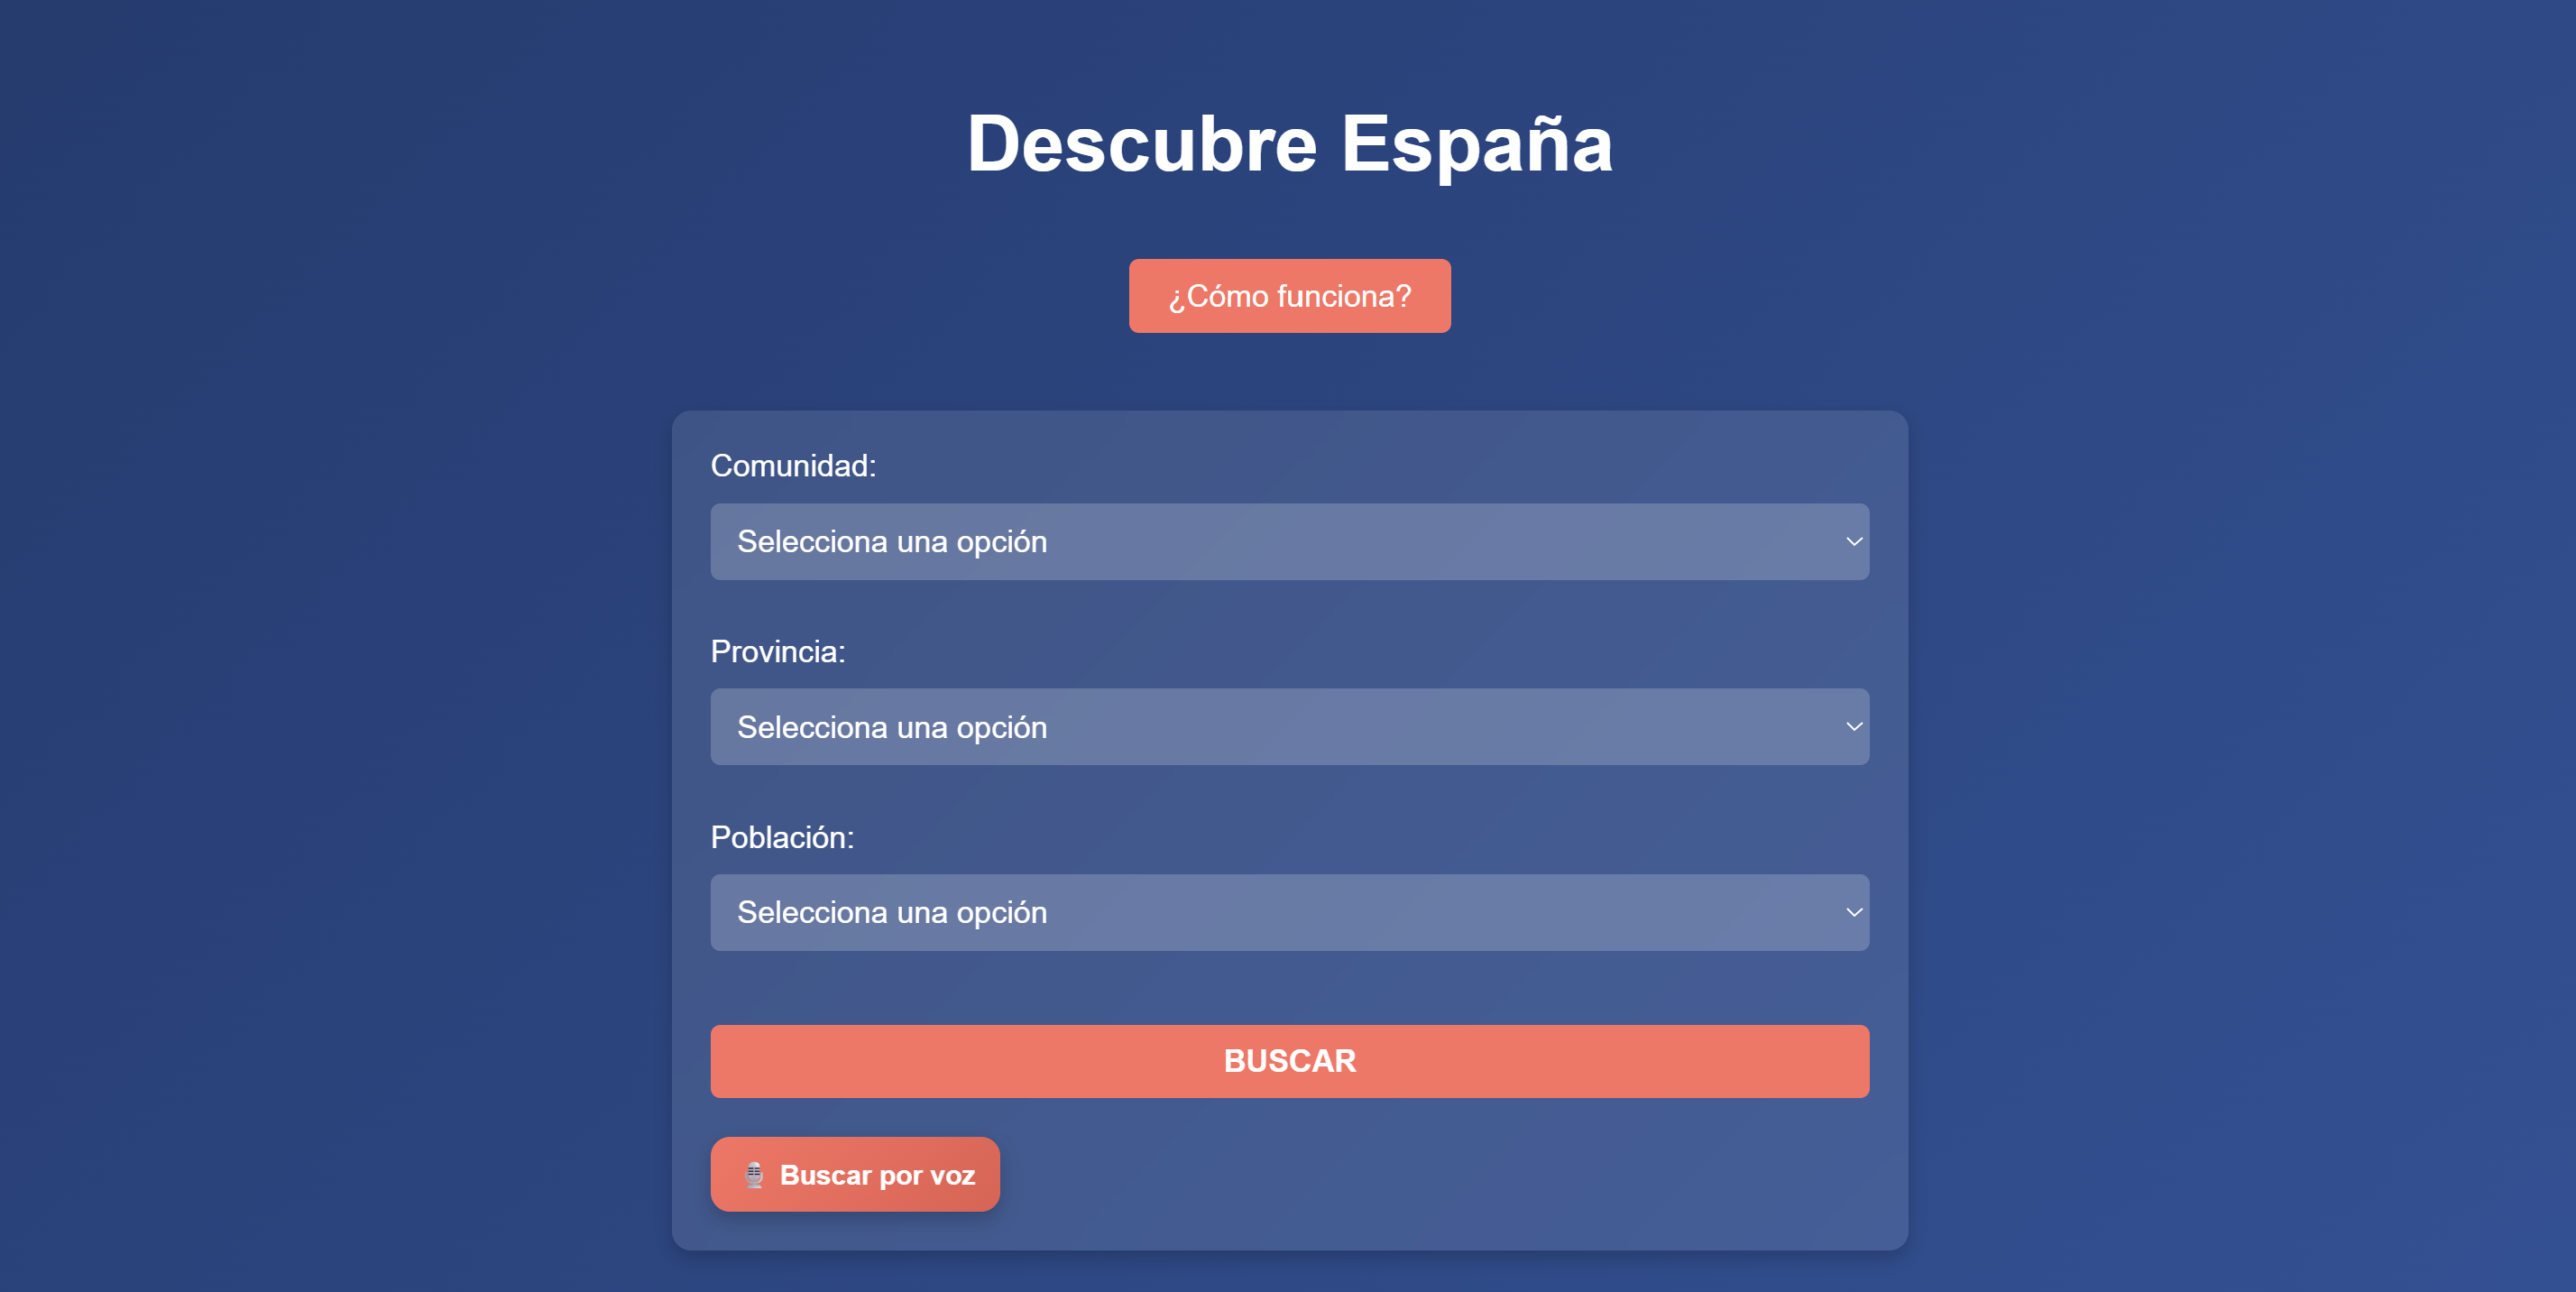 Descubre España
¿Cómo funciona?
Comunidad:
Selecciona una opción
Provincia:
Selecciona una opción
Población:
Selecciona una opción
BUSCAR
Buscar por voz